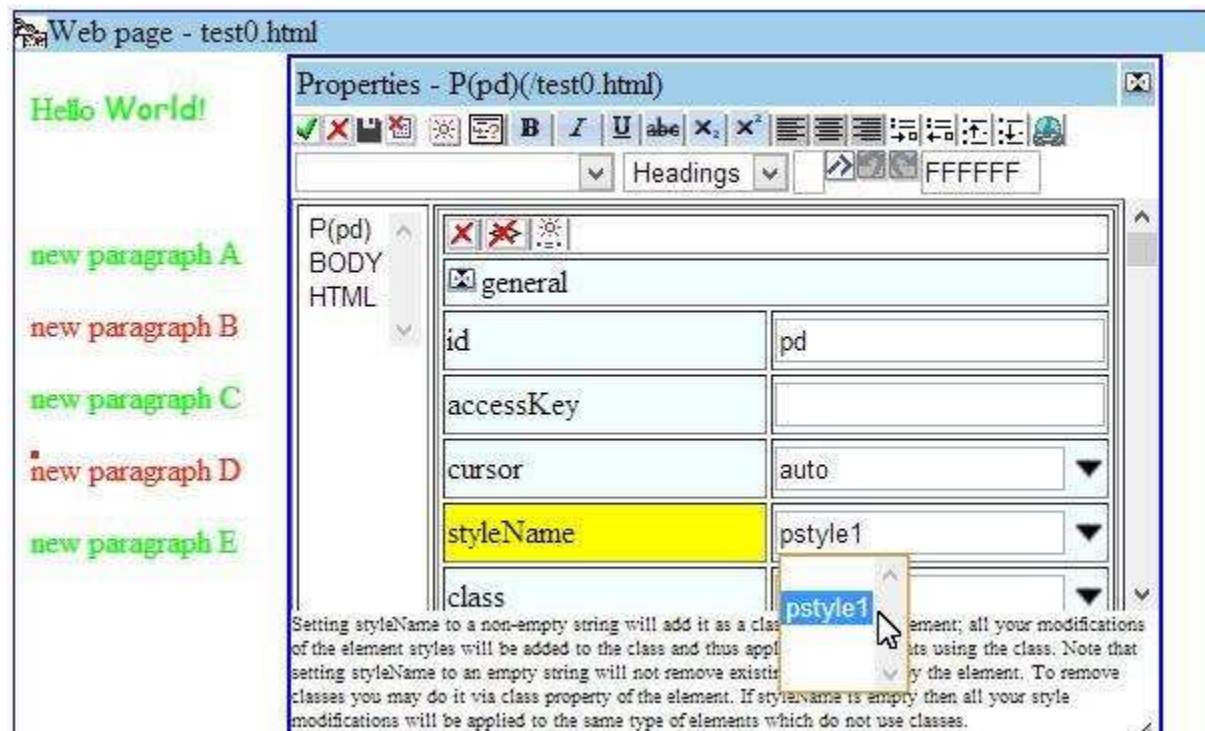 Web page - test0.html
Hello World!
new paragraph A
new paragraph B
new paragraph C
new paragraph D
new paragraph E
Properties - P(pd)(/test0.html)
B I U abc x₂ x²
Headings FFFFFF
P(pd)
BODY
HTML
general
id pd
accessKey
cursor auto
styleName pstyle1
class
pstyle1
Setting styleName to a non-empty string will add it as a cla ement; all your modifications
of the element styles will be added to the class and thus appl ts using the class. Note that
setting styleName to an empty string will not remove existin y the element. To remove
classes you may do it via class property of the element. If styleName is empty then all your style
modifications will be applied to the same type of elements which do not use classes.